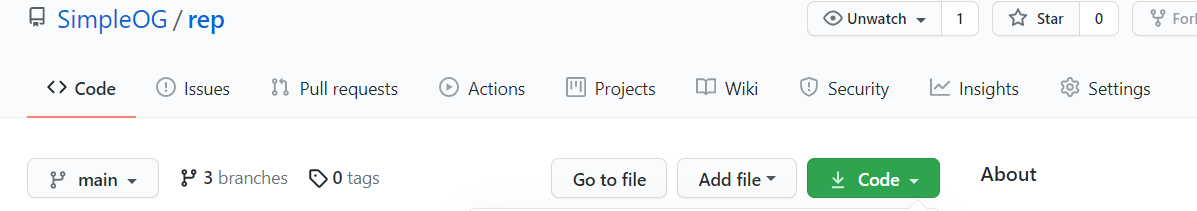 SimpleOG / rep Unwatch 1 Star 0 Fork
Code Issues Pull requests Actions Projects Wiki Security Insights Settings
main 3 branches 0 tags Go to file Add file Code About